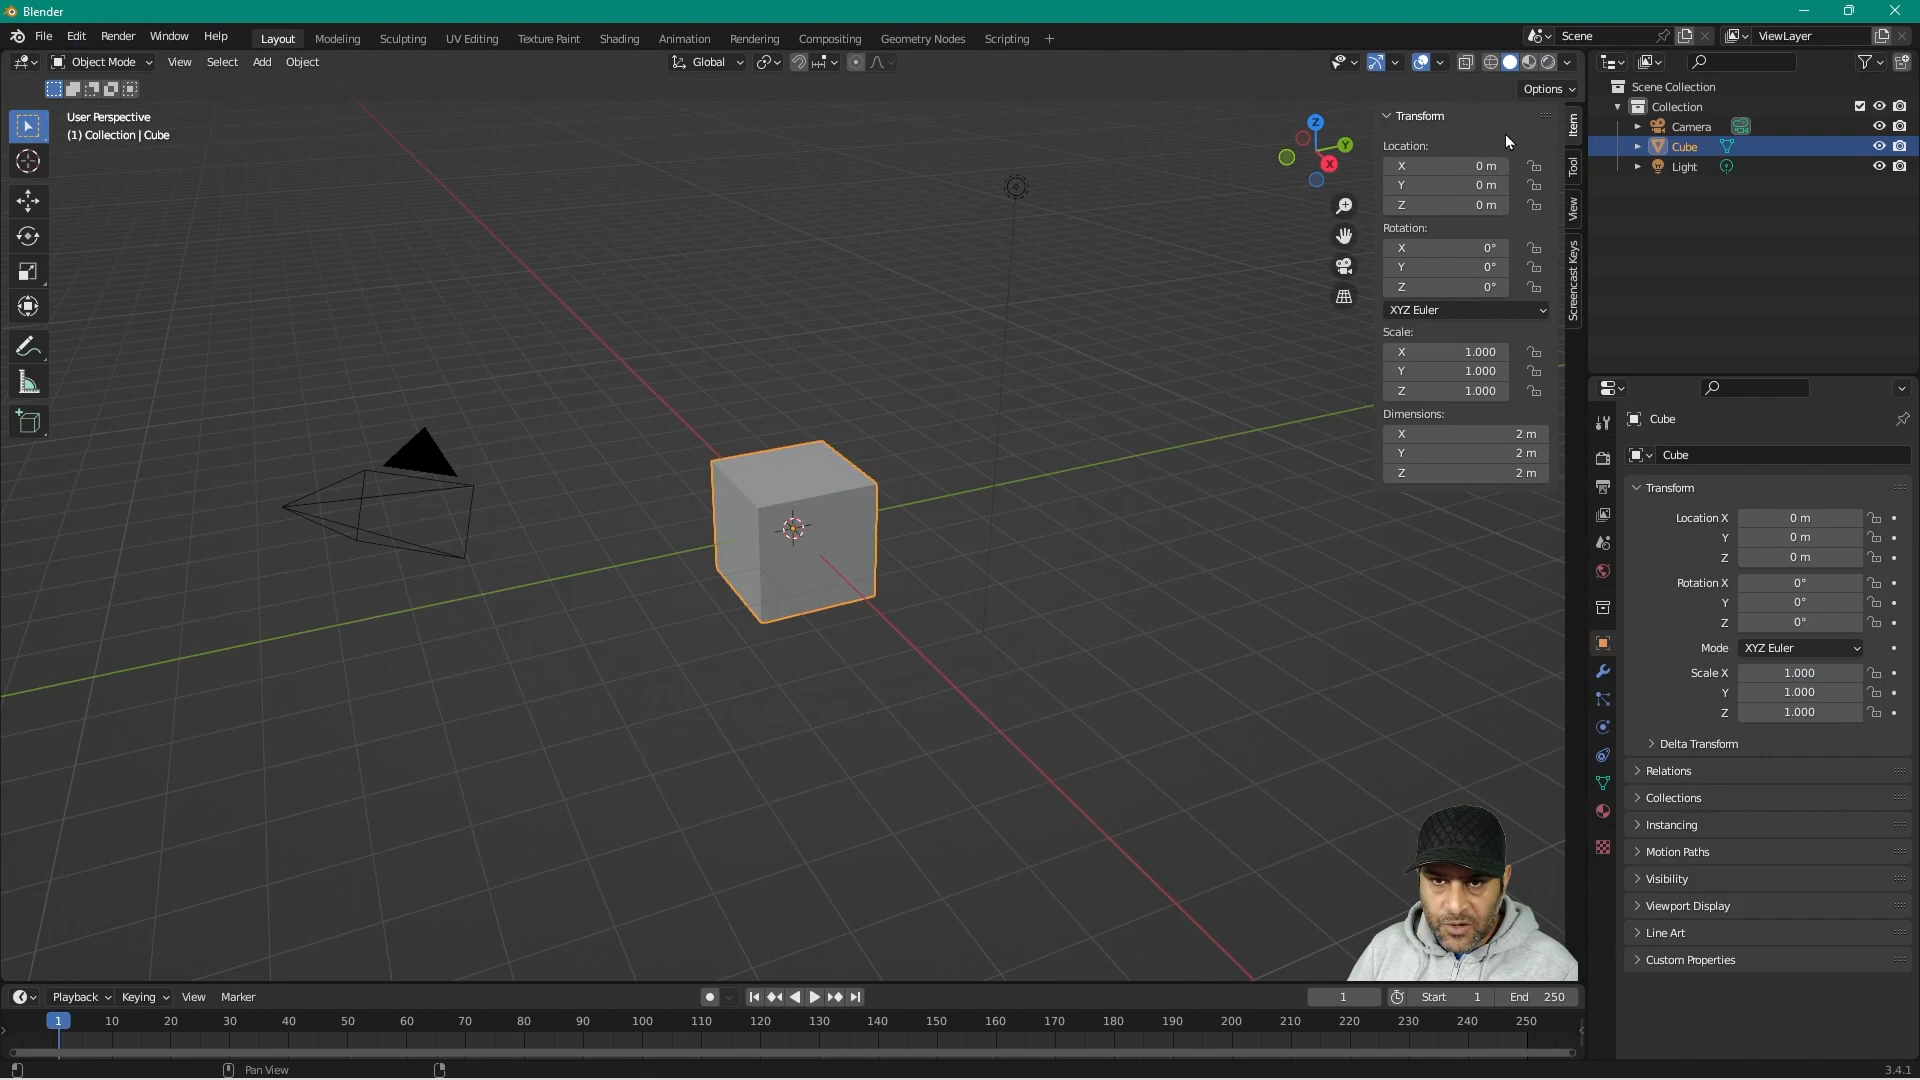 Blender
File Edit Render Window Help Layout Modeling Sculpting UV Editing Texture Paint Shading Animation Rendering Compositing Geometry Nodes Scripting + Scene ViewLayer
Object Mode View Select Add Object Global
Options
User Perspective
(1) Collection | Cube
Z
Y
X
Transform
Location:
X 0 m
Y 0 m
Z 0 m
Rotation:
X 0°
Y 0°
Z 0°
XYZ Euler
Scale:
X 1.000
Y 1.000
Z 1.000
Dimensions:
X 2 m
Y 2 m
Z 2 m
Item
Tool
View
Screencast Keys
Scene Collection
Collection
Camera
Cube
Light
Cube
Cube
Transform
Location X 0 m
Y 0 m
Z 0 m
Rotation X 0°
Y 0°
Z 0°
Mode XYZ Euler
Scale X 1.000
Y 1.000
Z 1.000
Delta Transform
Relations
Collections
Instancing
Motion Paths
Visibility
Viewport Display
Line Art
Custom Properties
Playback Keying View Marker 1 Start 1 End 250
1 10 20 30 40 50 60 70 80 90 100 110 120 130 140 150 160 170 180 190 200 210 220 230 240 250
Pan View 3.4.1